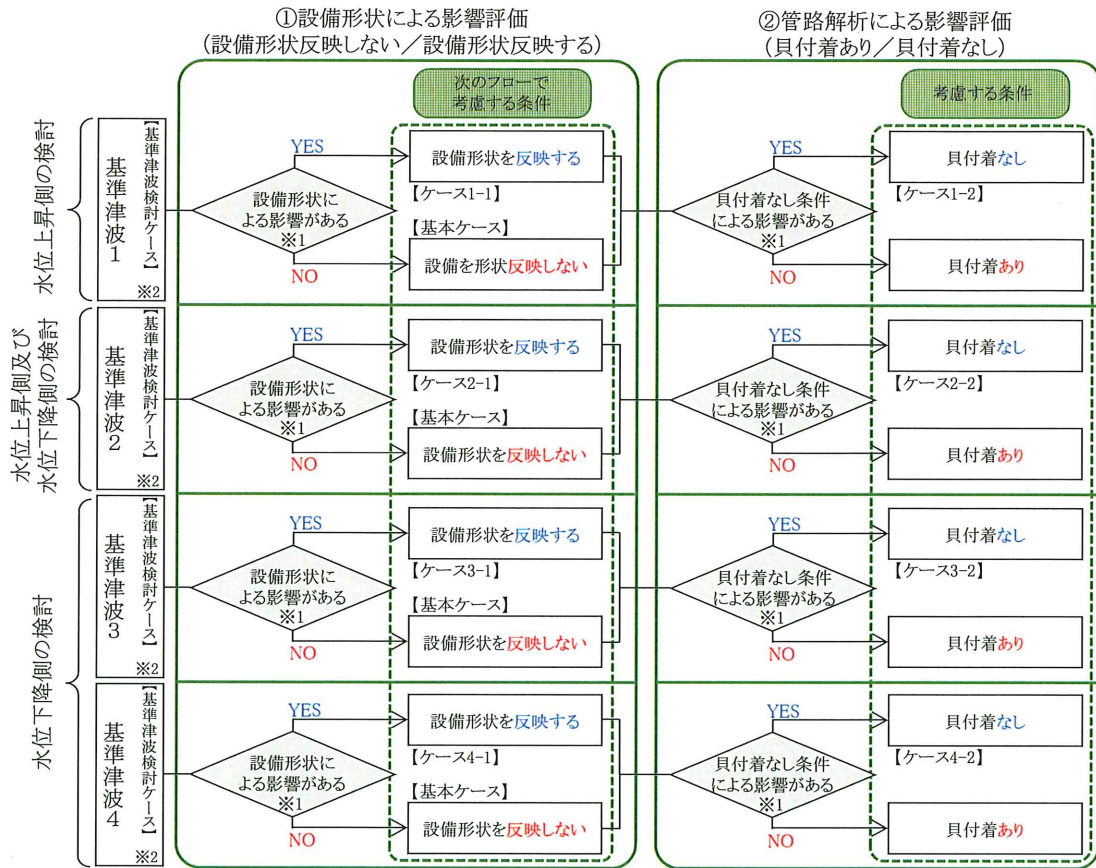 ①設備形状による影響評価
(設備形状反映しない／設備形状反映する)
②管路解析による影響評価
(貝付着あり／貝付着なし)
次のフローで
考慮する条件
考慮する条件
水位上昇側の検討
【基準津波検討ケース】
基準津波1
※2
設備形状に
よる影響がある
※1
YES
設備形状を反映する
【ケース1-1】
【基本ケース】
NO
設備を形状反映しない
貝付着なし条件
による影響がある
※1
YES
貝付着なし
【ケース1-2】
NO
貝付着あり
水位上昇側及び
水位下降側の検討
【基準津波検討ケース】
基準津波2
※2
設備形状に
よる影響がある
※1
YES
設備形状を反映する
【ケース2-1】
【基本ケース】
NO
設備形状を反映しない
貝付着なし条件
による影響がある
※1
YES
貝付着なし
【ケース2-2】
NO
貝付着あり
水位下降側の検討
【基準津波検討ケース】
基準津波3
※2
設備形状に
よる影響がある
※1
YES
設備形状を反映する
【ケース3-1】
【基本ケース】
NO
設備形状を反映しない
貝付着なし条件
による影響がある
※1
YES
貝付着なし
【ケース3-2】
NO
貝付着あり
【基準津波検討ケース】
基準津波4
※2
設備形状に
よる影響がある
※1
YES
設備形状を反映する
【ケース4-1】
【基本ケース】
NO
設備形状を反映しない
貝付着なし条件
による影響がある
※1
YES
貝付着なし
【ケース4-2】
NO
貝付着あり